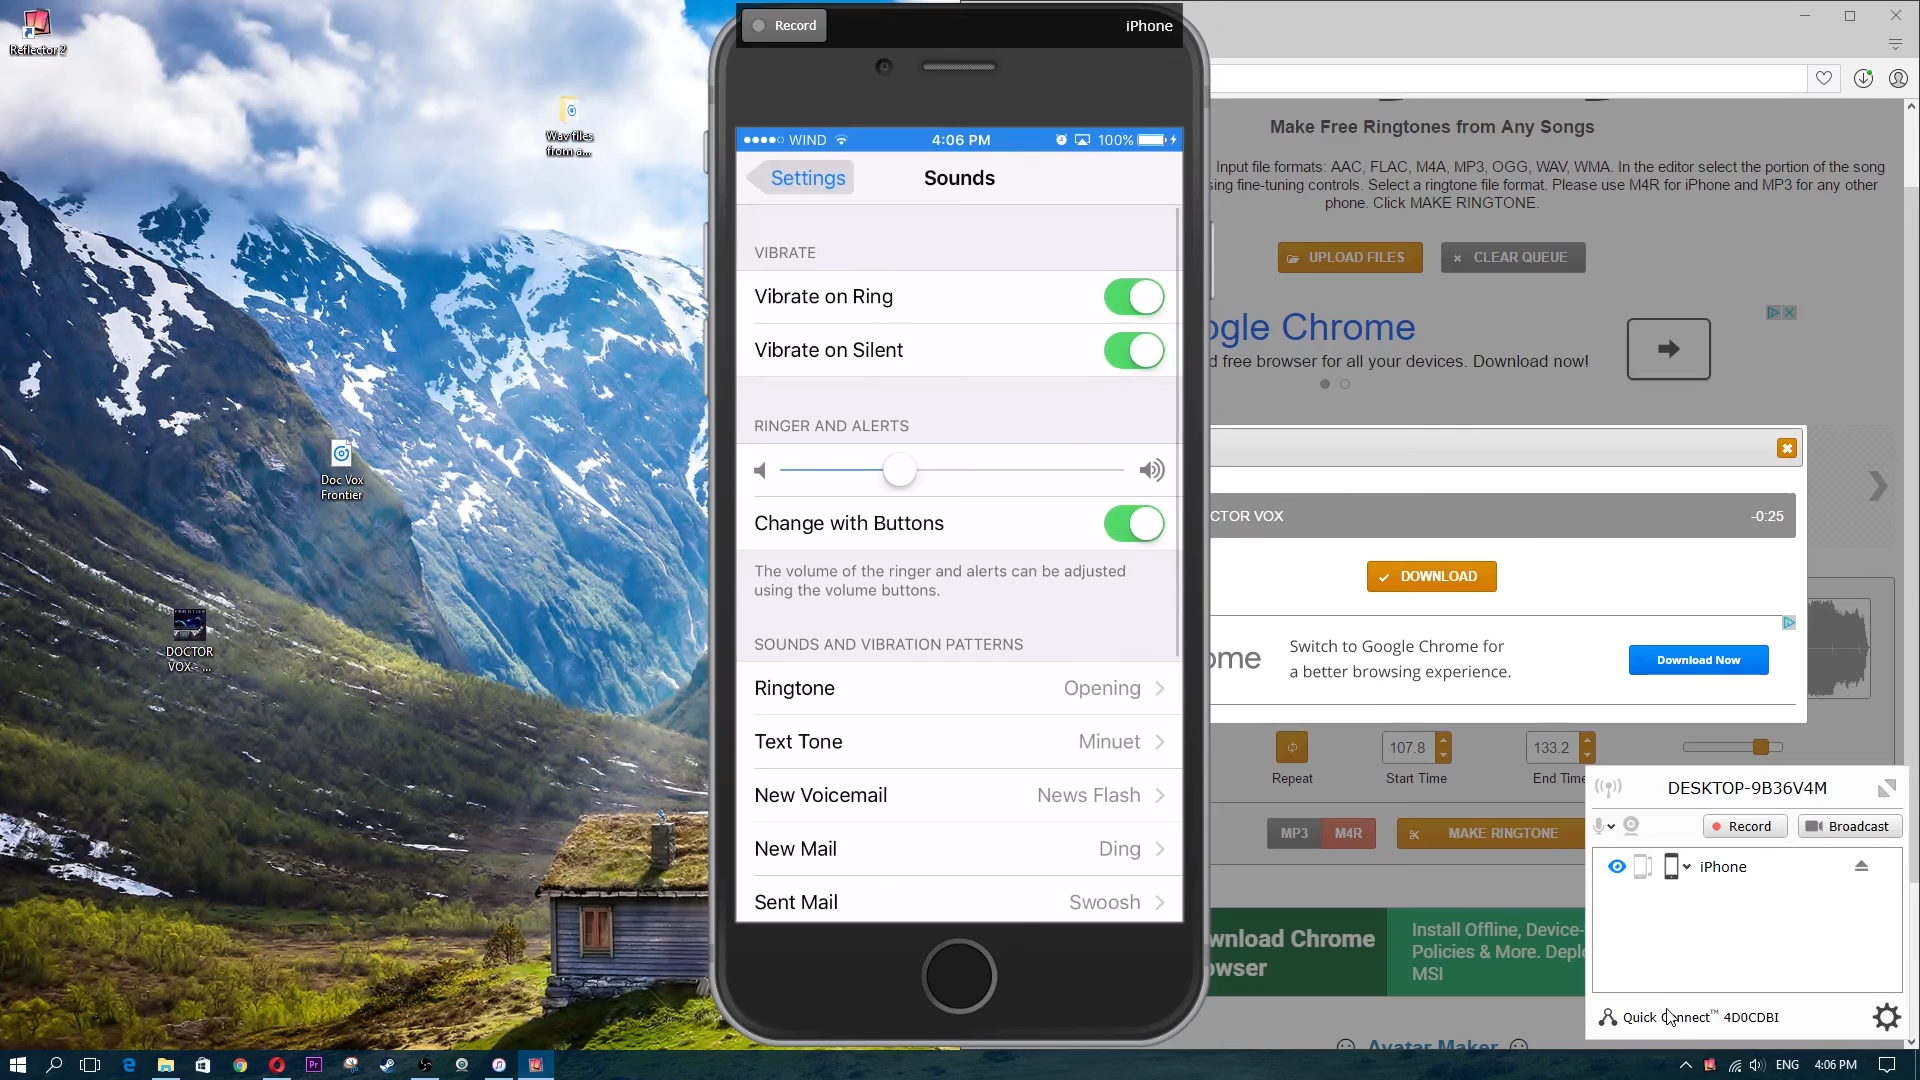 Reflector 2
Wav files
from a...
Doc Vox
Frontier
FRONTIER
DOCTOR
VOX - ...
Record
iPhone
WIND
4:06 PM
100%
Settings
Sounds
VIBRATE
Vibrate on Ring
Vibrate on Silent
RINGER AND ALERTS
Change with Buttons
The volume of the ringer and alerts can be adjusted
using the volume buttons.
SOUNDS AND VIBRATION PATTERNS
Ringtone Opening
Text Tone Minuet
New Voicemail News Flash
New Mail Ding
Sent Mail Swoosh
Make Free Ringtones from Any Songs
Input file formats: AAC, FLAC, M4A, MP3, OGG, WAV, WMA. In the editor select the portion of the song
sing fine-tuning controls. Select a ringtone file format. Please use M4R for iPhone and MP3 for any other
phone. Click MAKE RINGTONE.
UPLOAD FILES
CLEAR QUEUE
ogle Chrome
d free browser for all your devices. Download now!
CTOR VOX -0:25
DOWNLOAD
ome
Switch to Google Chrome for
a better browsing experience.
Download Now
107.8
133.2
Repeat
Start Time
End Time
MP3 M4R
MAKE RINGTONE
wnload Chrome
owser
Install Offline, Device-
Policies & More. Deplo
MSI
Avatar Maker
DESKTOP-9B36V4M
Record
Broadcast
iPhone
Quick Connect™ 4D0CDBI
Pr
ENG
4:06 PM